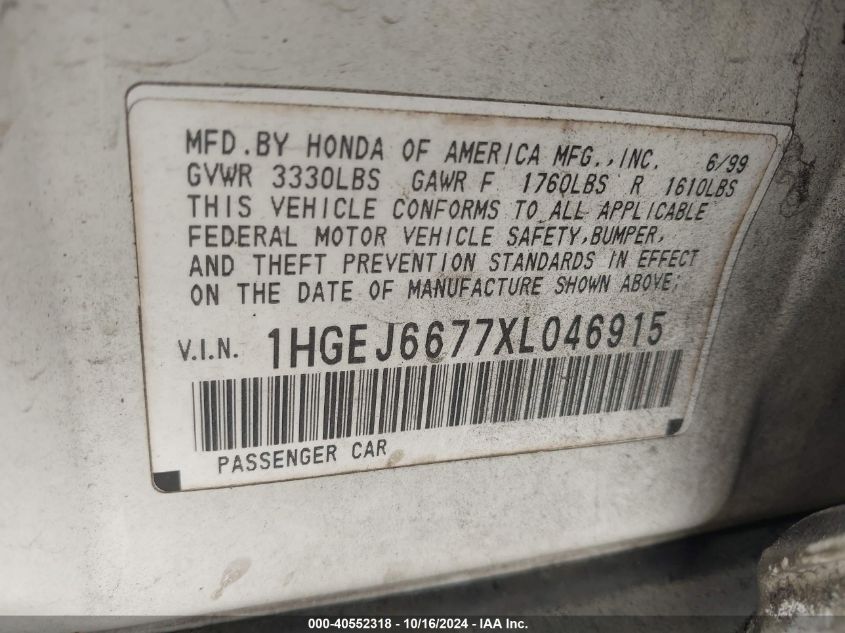 MFD.BY HONDA OF AMERICA MFG.,INC. 6/99
GVWR 3330LBS GAWR F 1760LBS R 1610LBS
THIS VEHICLE CONFORMS TO ALL APPLICABLE
FEDERAL MOTOR VEHICLE SAFETY,BUMPER,
AND THEFT PREVENTION STANDARDS IN EFFECT
ON THE DATE OF MANUFACTURE SHOWN ABOVE;
V.I.N. 1HGEJ6677XL046915
PASSENGER CAR
000-40552318 - 10/16/2024 - IAA Inc.